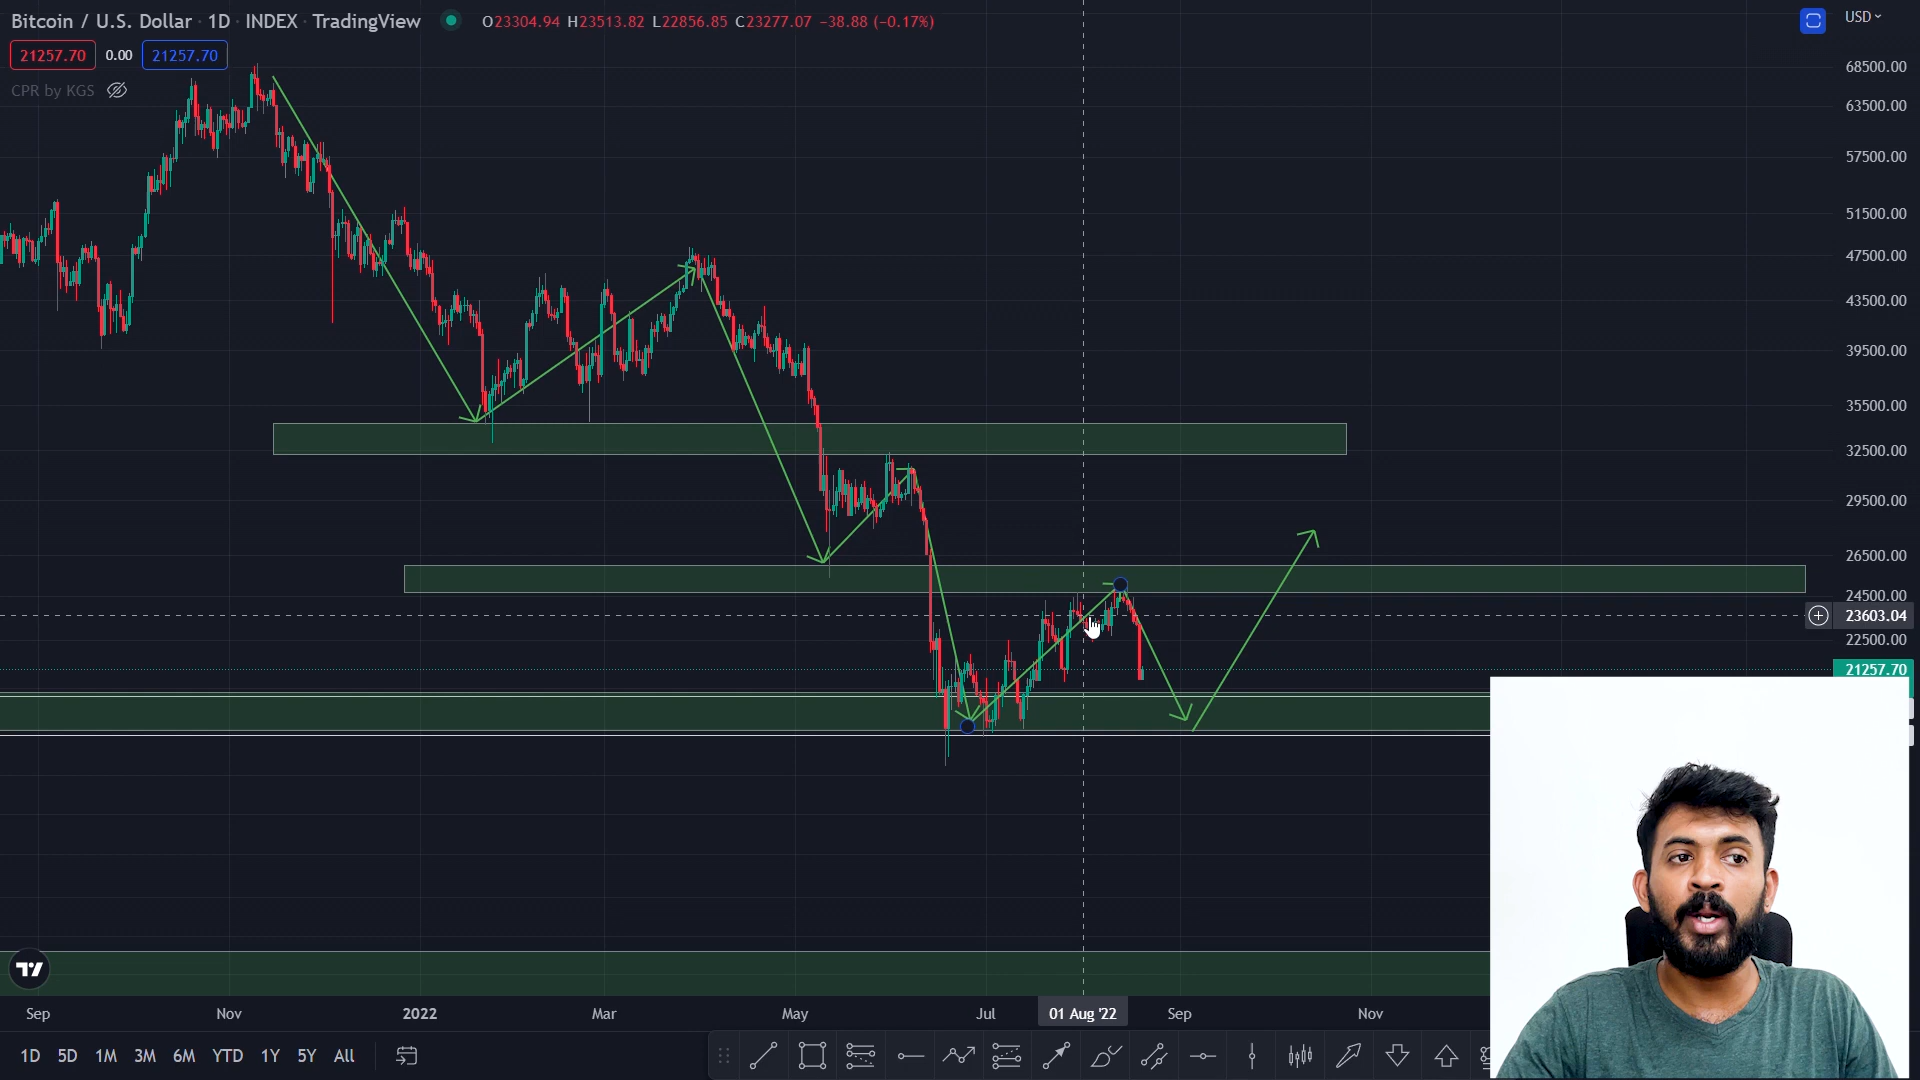 Bitcoin / U.S. Dollar · 1D · INDEX · TradingView O23304.94 H23513.82 L22856.85 C23277.07 −38.88 (−0.17%)
USD
21257.70 0.00 21257.70
CPR by KGS
68500.00
63500.00
57500.00
51500.00
47500.00
43500.00
39500.00
35500.00
32500.00
29500.00
26500.00
24500.00
23603.04
22500.00
21257.70
Sep Nov 2022 Mar May Jul 01 Aug '22 Sep Nov
1D 5D 1M 3M 6M YTD 1Y 5Y All